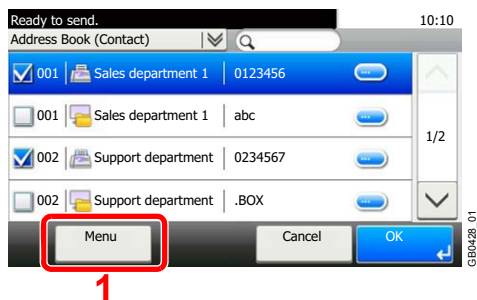 Ready to send. 10:10
Address Book (Contact)
001 Sales department 1 0123456
001 Sales department 1 abc
1/2
002 Support department 0234567
002 Support department .BOX
Menu Cancel OK
GB0428_01
1